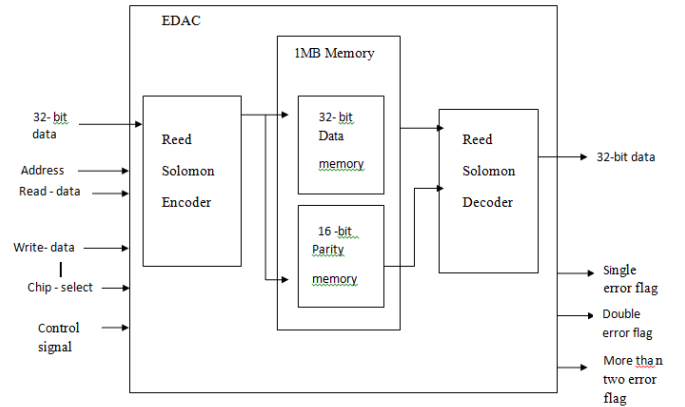 EDAC
1MB Memory
32- bit
data
Address
Read - data
Write- data
Chip - select
Control
signal
Reed
Solomon
Encoder
32- bit
Data
memory
16 -bit
Parity
memory
Reed
Solomon
Decoder
32-bit data
Single
error flag
Double
error flag
More than
two error
flag